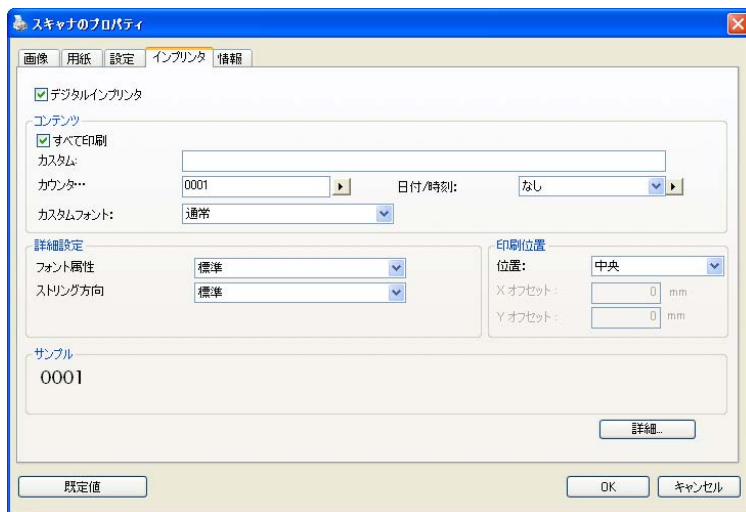 スキャナのプロパティ
画像 用紙 設定 インプリンタ 情報
デジタルインプリンタ
コンテンツ
すべて印刷
カスタム:
カウンタ… 0001 日付/時刻: なし
カスタムフォント: 通常
詳細設定
フォント属性 標準
ストリング方向 標準
印刷位置
位置: 中央
X オフセット: 0 mm
Y オフセット: 0 mm
サンプル
0001
詳細...
既定値 OK キャンセル